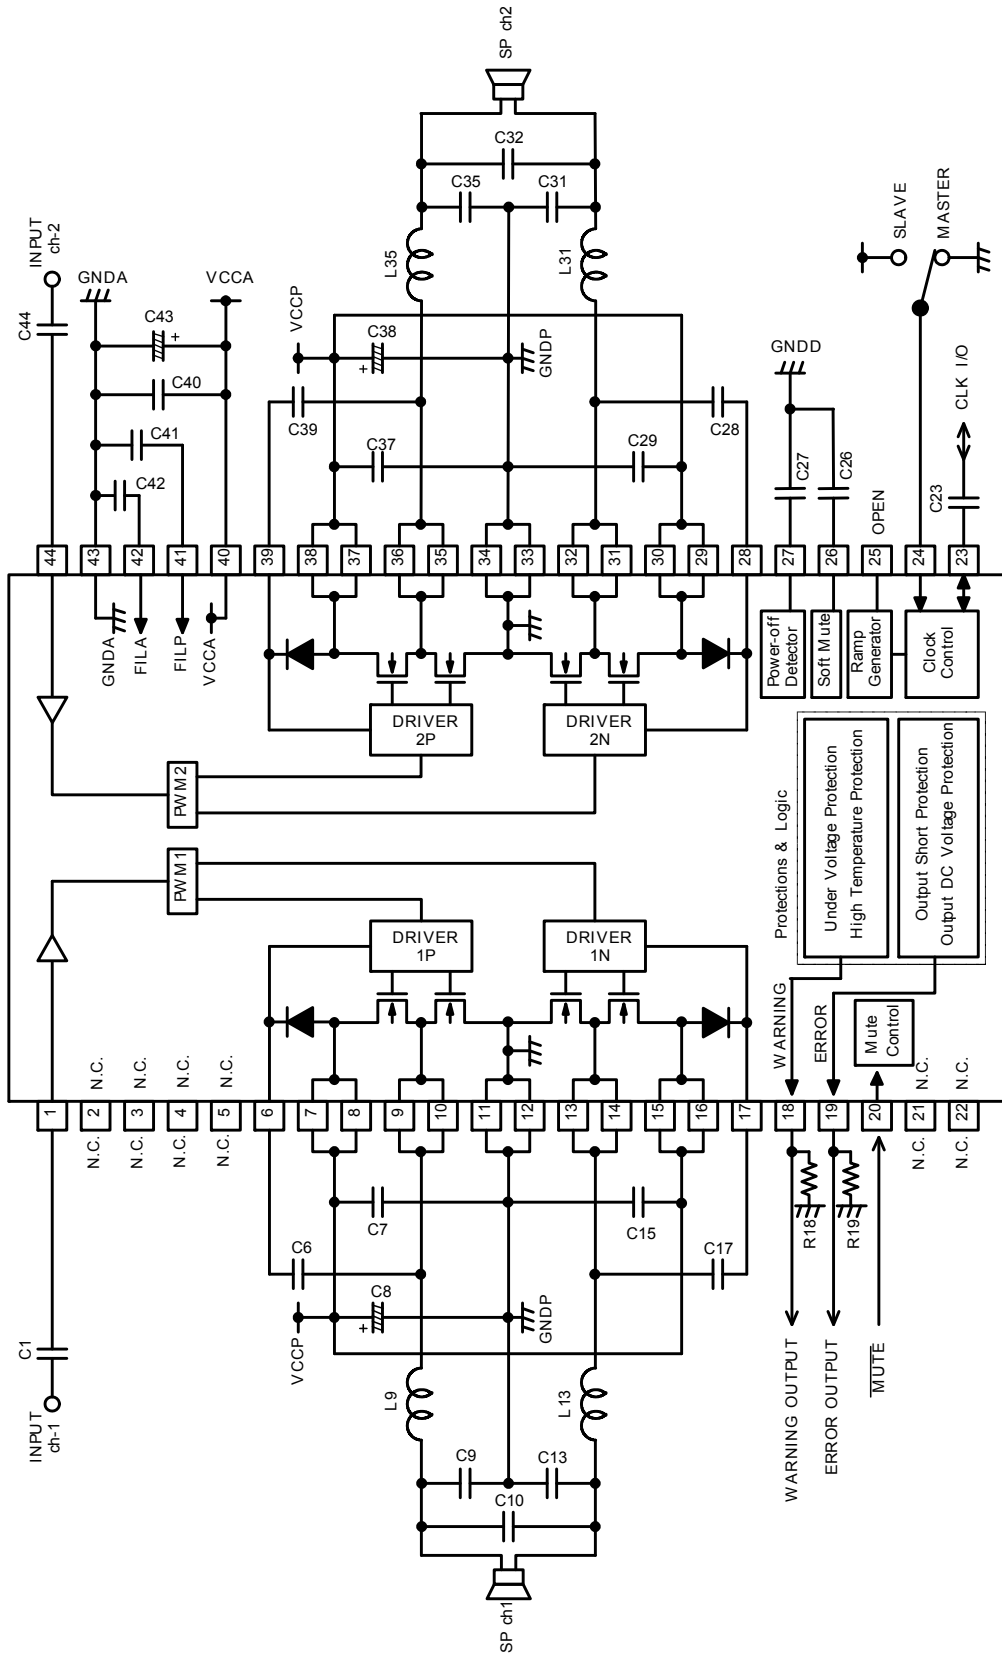 SP ch2
C32
C35
C31
L35
L31
SLAVE
MASTER
INPUT
ch-2
C44
GNDA
VCCA
C43
+
C40
C41
C42
VCCP
C38
+
GNDP
C39
C37
C29
C28
GNDD
C27
C26
OPEN
C23
CLK I/O
44
43
42
41
40
39
38
37
36
35
34
33
32
31
30
29
28
27
26
25
24
23
GNDA
FILA
FILP
VCCA
Power-off
Detector
Soft Mute
Ramp
Generator
Clock
Control
DRIVER
2P
DRIVER
2N
PWM2
PWM1
DRIVER
1P
DRIVER
1N
Protections & Logic
Under Voltage Protection
High Temperature Protection
Output Short Protection
Output DC Voltage Protection
WARNING
ERROR
Mute
Control
N.C.
N.C.
N.C.
N.C.
N.C.
N.C.
1
2
3
4
5
6
7
8
9
10
11
12
13
14
15
16
17
18
19
20
21
22
N.C.
N.C.
N.C.
N.C.
N.C.
N.C.
C1
INPUT
ch-1
C6
C7
C8
+
VCCP
GNDP
C15
C17
R18
R19
WARNING OUTPUT
ERROR OUTPUT
MUTE
L9
L13
C9
C13
C10
SP ch1